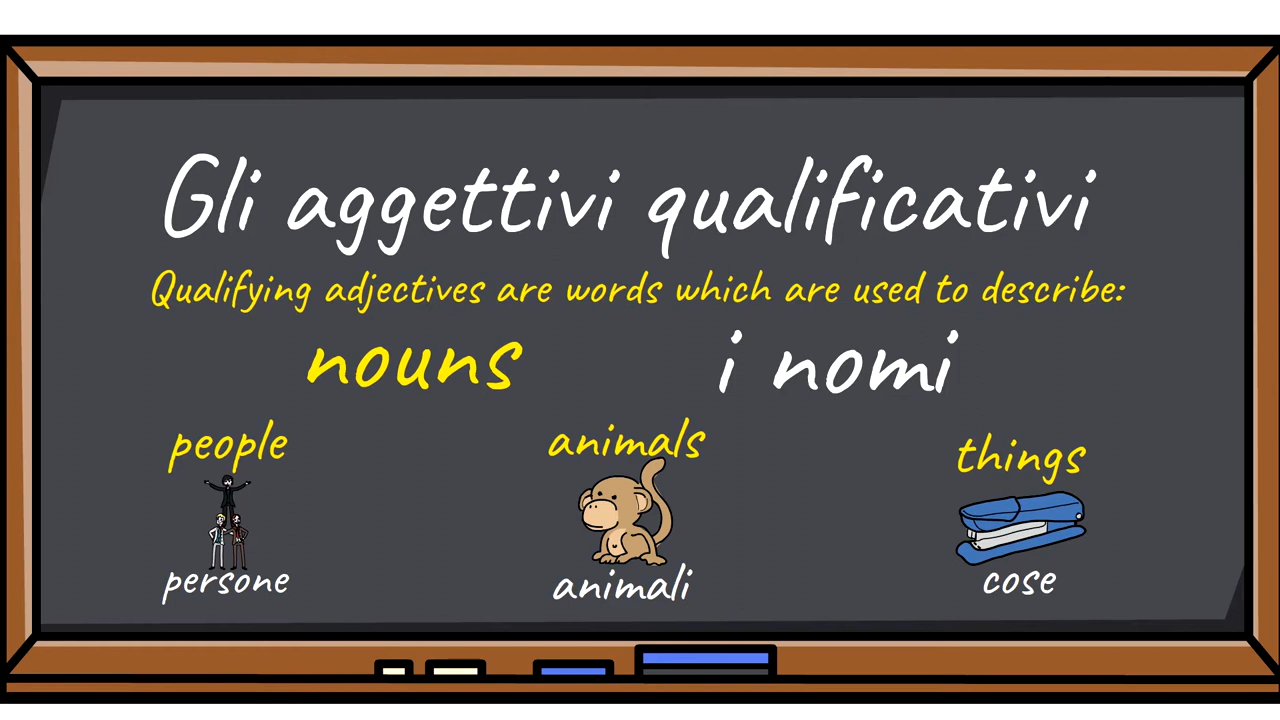 Gli aggettivi qualificativi
Qualifying adjectives are words which are used to describe:
nouns i nomi
people animals things
persone animali cose